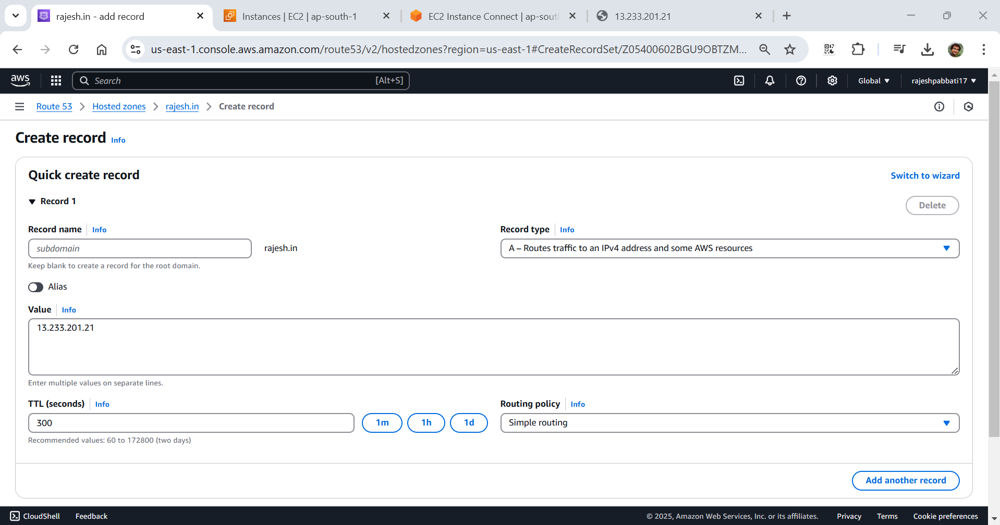 rajesh.in - add record
Instances | EC2 | ap-south-1
EC2 Instance Connect | ap-sout
13.233.201.21
us-east-1.console.aws.amazon.com/route53/v2/hostedzones?region=us-east-1#CreateRecordSet/Z05400602BGU9OBTZM...
aws
Search
[Alt+S]
Global
rajeshpabbati17
Route 53
Hosted zones
rajesh.in
Create record
Create record Info
Quick create record
Switch to wizard
Record 1
Delete
Record name Info
Record type Info
subdomain
rajesh.in
A – Routes traffic to an IPv4 address and some AWS resources
Keep blank to create a record for the root domain.
Alias
Value Info
13.233.201.21
Enter multiple values on separate lines.
TTL (seconds) Info
Routing policy Info
300
1m
1h
1d
Simple routing
Recommended values: 60 to 172800 (two days)
Add another record
CloudShell
Feedback
© 2025, Amazon Web Services, Inc. or its affiliates.
Privacy
Terms
Cookie preferences